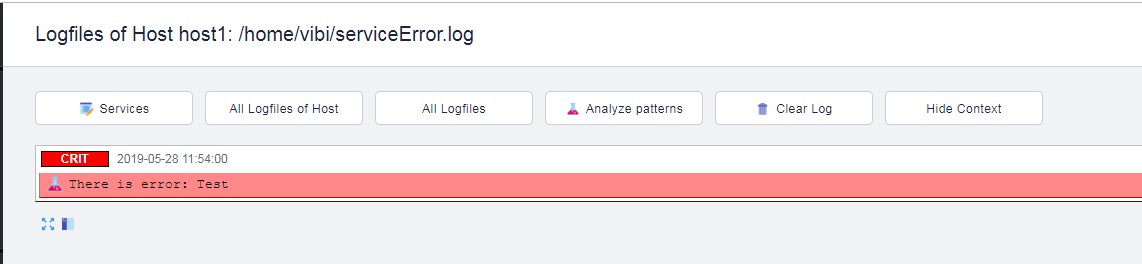 Logfiles of Host host1: /home/vibi/serviceError.log
Services All Logfiles of Host All Logfiles Analyze patterns Clear Log Hide Context
CRIT 2019-05-28 11:54:00
There is error: Test